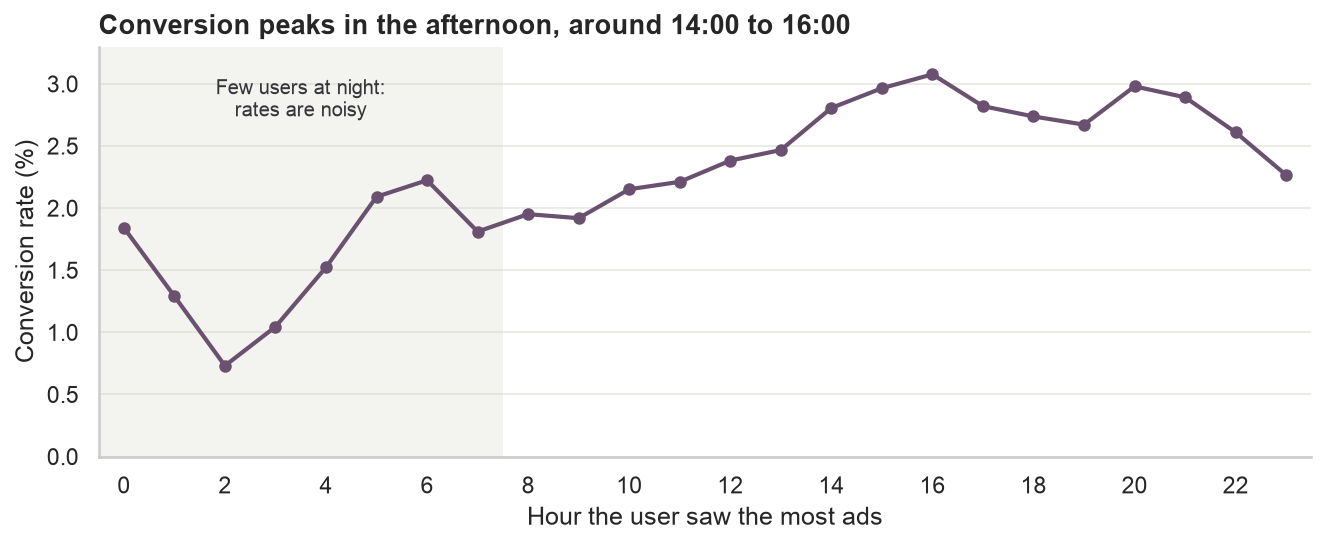 Conversion peaks in the afternoon, around 14:00 to 16:00
Few users at night:
rates are noisy
Conversion rate (%)
3.0
2.5
2.0
1.5
1.0
0.5
0.0
0 2 4 6 8 10 12 14 16 18 20 22
Hour the user saw the most ads